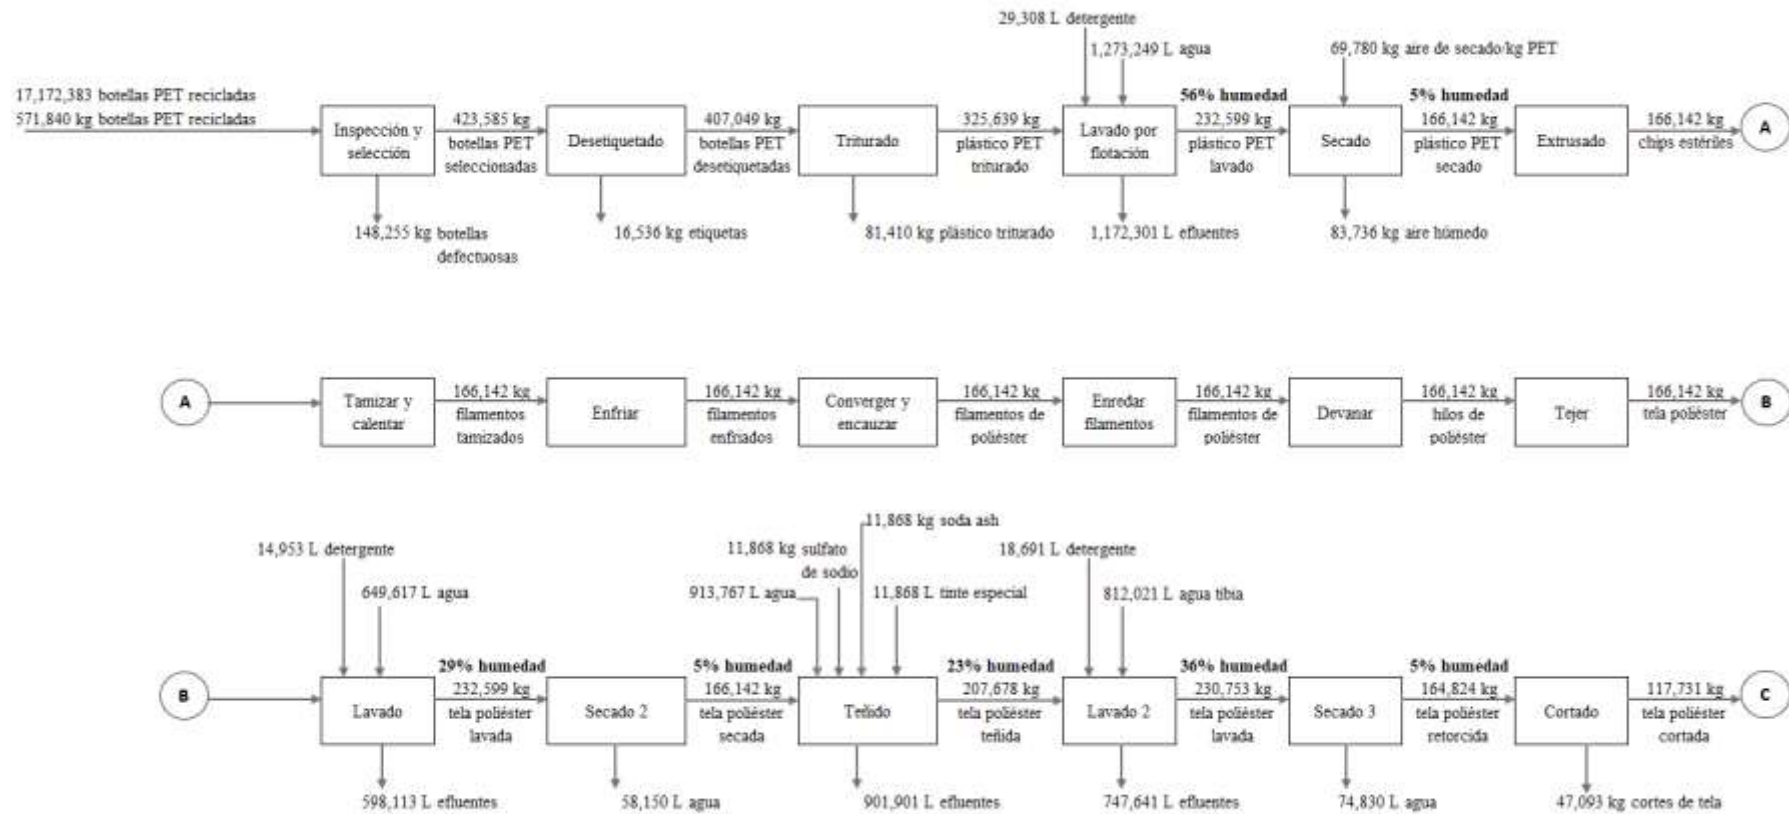 29,308 L detergente
1,273,249 L agua
69,780 kg aire de secado/kg PET
17,172,383 botellas PET recicladas
571,840 kg botellas PET recicladas
Inspección y
selección
423,585 kg
botellas PET
seleccionadas
Desetiquetado
407,049 kg
botellas PET
desetiquetadas
Triturado
325,639 kg
plástico PET
triturado
Lavado por
flotación
56% humedad
232,599 kg
plástico PET
lavado
Secado
5% humedad
166,142 kg
plástico PET
secado
Extrusado
166,142 kg
chips estériles
A
148,255 kg botellas
defectuosas
16,536 kg etiquetas
81,410 kg plástico triturado
1,172,301 L efluentes
83,736 kg aire húmedo
A
Tamizar y
calentar
166,142 kg
filamentos
tamizados
Enfriar
166,142 kg
filamentos
enfriados
Converger y
encauzar
166,142 kg
filamentos de
poliéster
Enredar
filamentos
166,142 kg
filamentos de
poliéster
Devanar
166,142 kg
hilos de
poliéster
Tejer
166,142 kg
tela poliéster
B
14,953 L detergente
649,617 L agua
11,868 kg soda ash
11,868 kg sulfato
de sodio
913,767 L agua
11,868 L tinte especial
18,691 L detergente
812,021 L agua tibia
B
Lavado
29% humedad
232,599 kg
tela poliéster
lavada
Secado 2
5% humedad
166,142 kg
tela poliéster
secada
Teñido
23% humedad
207,678 kg
tela poliéster
teñida
Lavado 2
36% humedad
230,753 kg
tela poliéster
lavada
Secado 3
5% humedad
164,824 kg
tela poliéster
retorcida
Cortado
117,731 kg
tela poliéster
cortada
C
598,113 L efluentes
58,150 L agua
901,901 L efluentes
747,641 L efluentes
74,830 L agua
47,093 kg cortes de tela